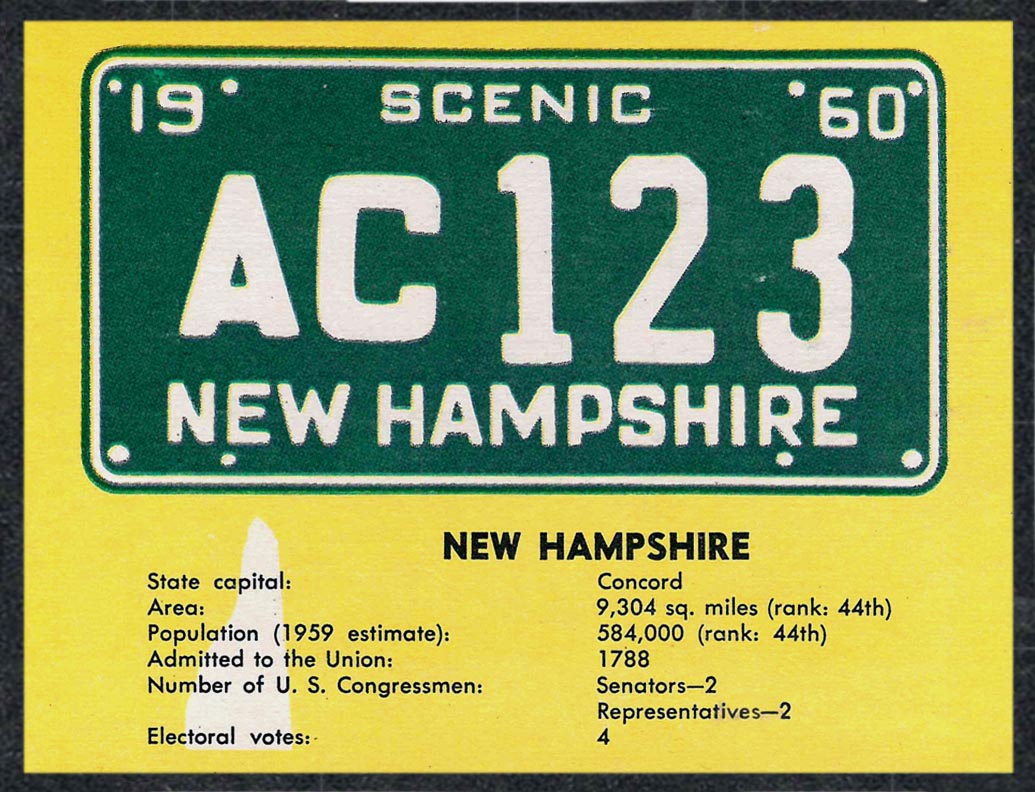 19 SCENIC 60
AC 123
NEW HAMPSHIRE
NEW HAMPSHIRE
State capital: Concord
Area: 9,304 sq. miles (rank: 44th)
Population (1959 estimate): 584,000 (rank: 44th)
Admitted to the Union: 1788
Number of U. S. Congressmen: Senators—2
Representatives—2
Electoral votes: 4